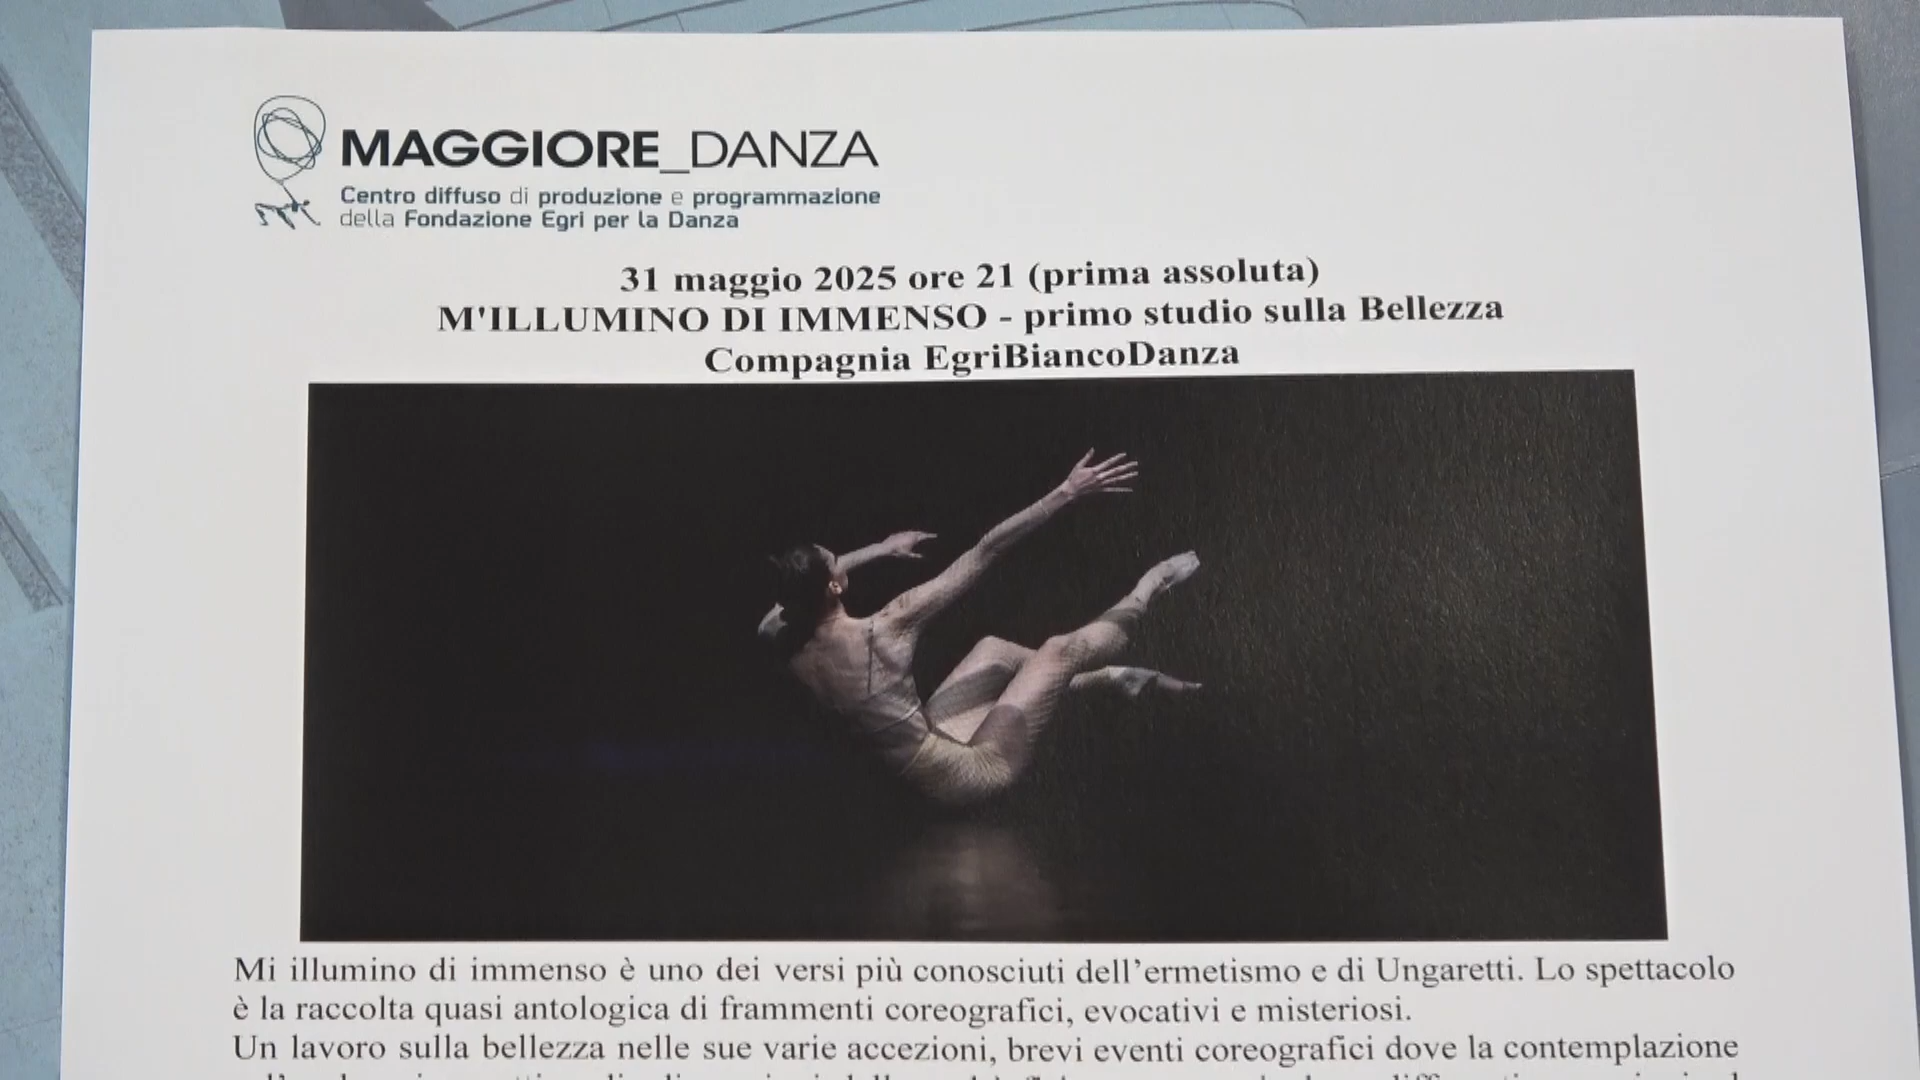 MAGGIORE_DANZA
Centro diffuso di produzione e programmazione
della Fondazione Egri per la Danza
31 maggio 2025 ore 21 (prima assoluta)
M'ILLUMINO DI IMMENSO - primo studio sulla Bellezza
Compagnia EgriBiancoDanza
Mi illumino di immenso è uno dei versi più conosciuti dell’ermetismo e di Ungaretti. Lo spettacolo
è la raccolta quasi antologica di frammenti coreografici, evocativi e misteriosi.
Un lavoro sulla bellezza nelle sue varie accezioni, brevi eventi coreografici dove la contemplazione